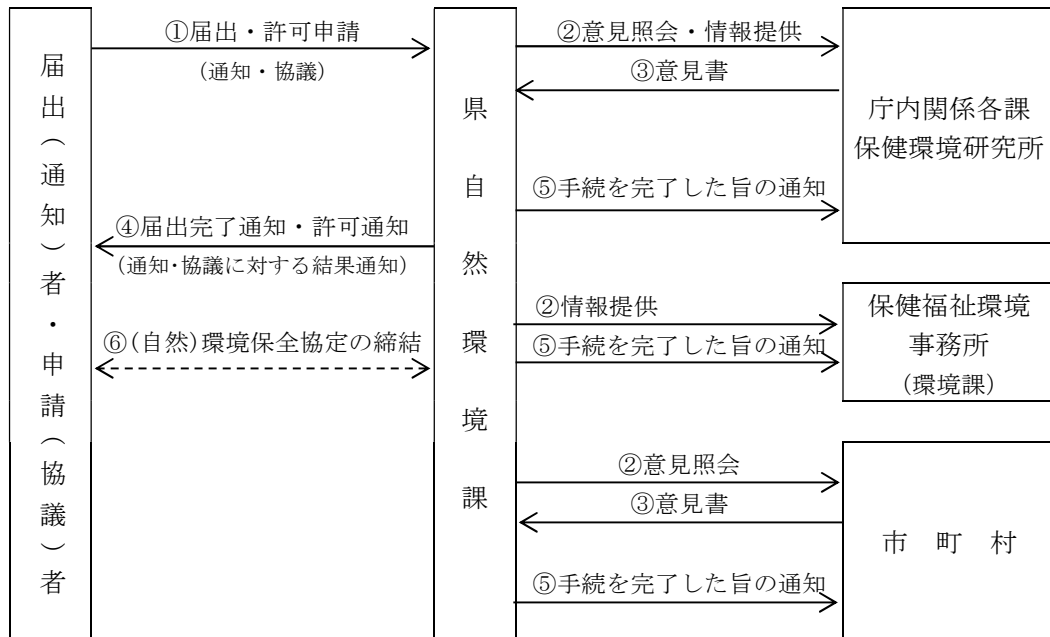 届出(通知)者・申請(協議)者
①届出・許可申請
(通知・協議)
④届出完了通知・許可通知
(通知・協議に対する結果通知)
⑥(自然)環境保全協定の締結
県自然環境課
②意見照会・情報提供
③意見書
⑤手続を完了した旨の通知
庁内関係各課
保健環境研究所
②情報提供
⑤手続を完了した旨の通知
保健福祉環境
事務所
(環境課)
②意見照会
③意見書
⑤手続を完了した旨の通知
市 町 村